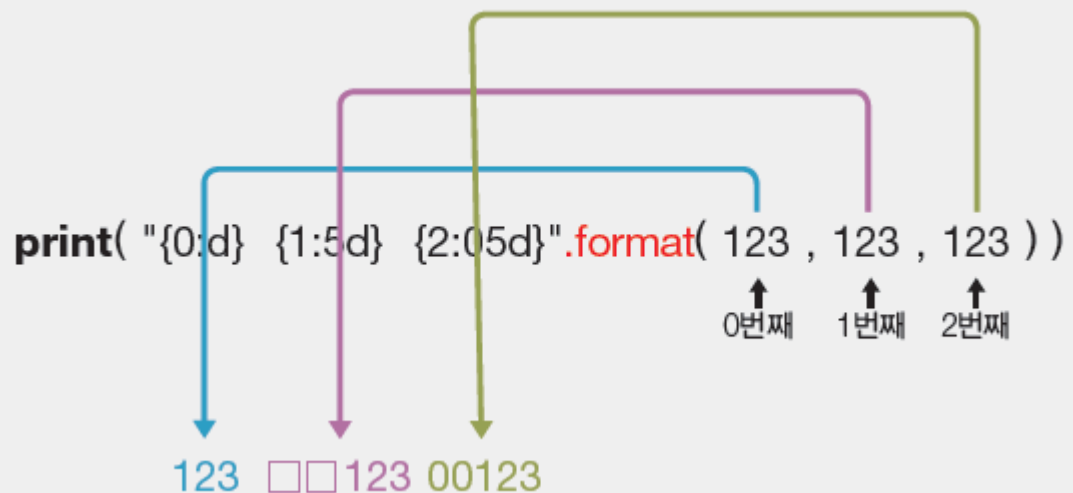 print( "{0:d} {1:5d} {2:05d}".format( 123 , 123 , 123 ) )
0번째 1번째 2번째
123 □□123 00123